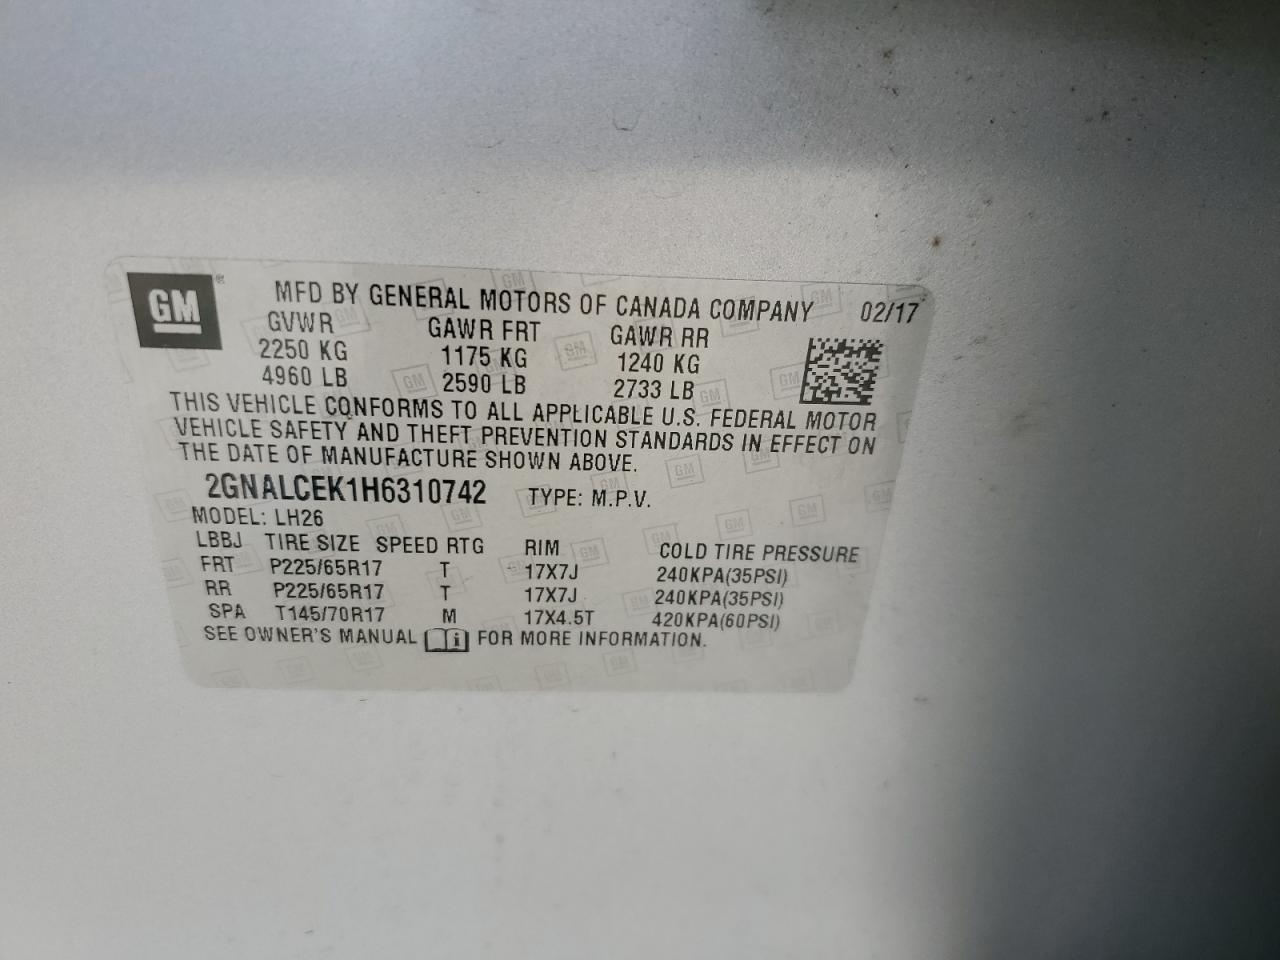 GM ® MFD BY GENERAL MOTORS OF CANADA COMPANY 02/17
GVWR GAWR FRT GAWR RR
2250 KG 1175 KG 1240 KG
4960 LB 2590 LB 2733 LB
THIS VEHICLE CONFORMS TO ALL APPLICABLE U.S. FEDERAL MOTOR
VEHICLE SAFETY AND THEFT PREVENTION STANDARDS IN EFFECT ON
THE DATE OF MANUFACTURE SHOWN ABOVE.
2GNALCEK1H6310742 TYPE: M.P.V.
MODEL: LH26
LBBJ TIRE SIZE SPEED RTG RIM COLD TIRE PRESSURE
FRT P225/65R17 T 17X7J 240KPA(35PSI)
RR P225/65R17 T 17X7J 240KPA(35PSI)
SPA T145/70R17 M 17X4.5T 420KPA(60PSI)
SEE OWNER'S MANUAL i FOR MORE INFORMATION.